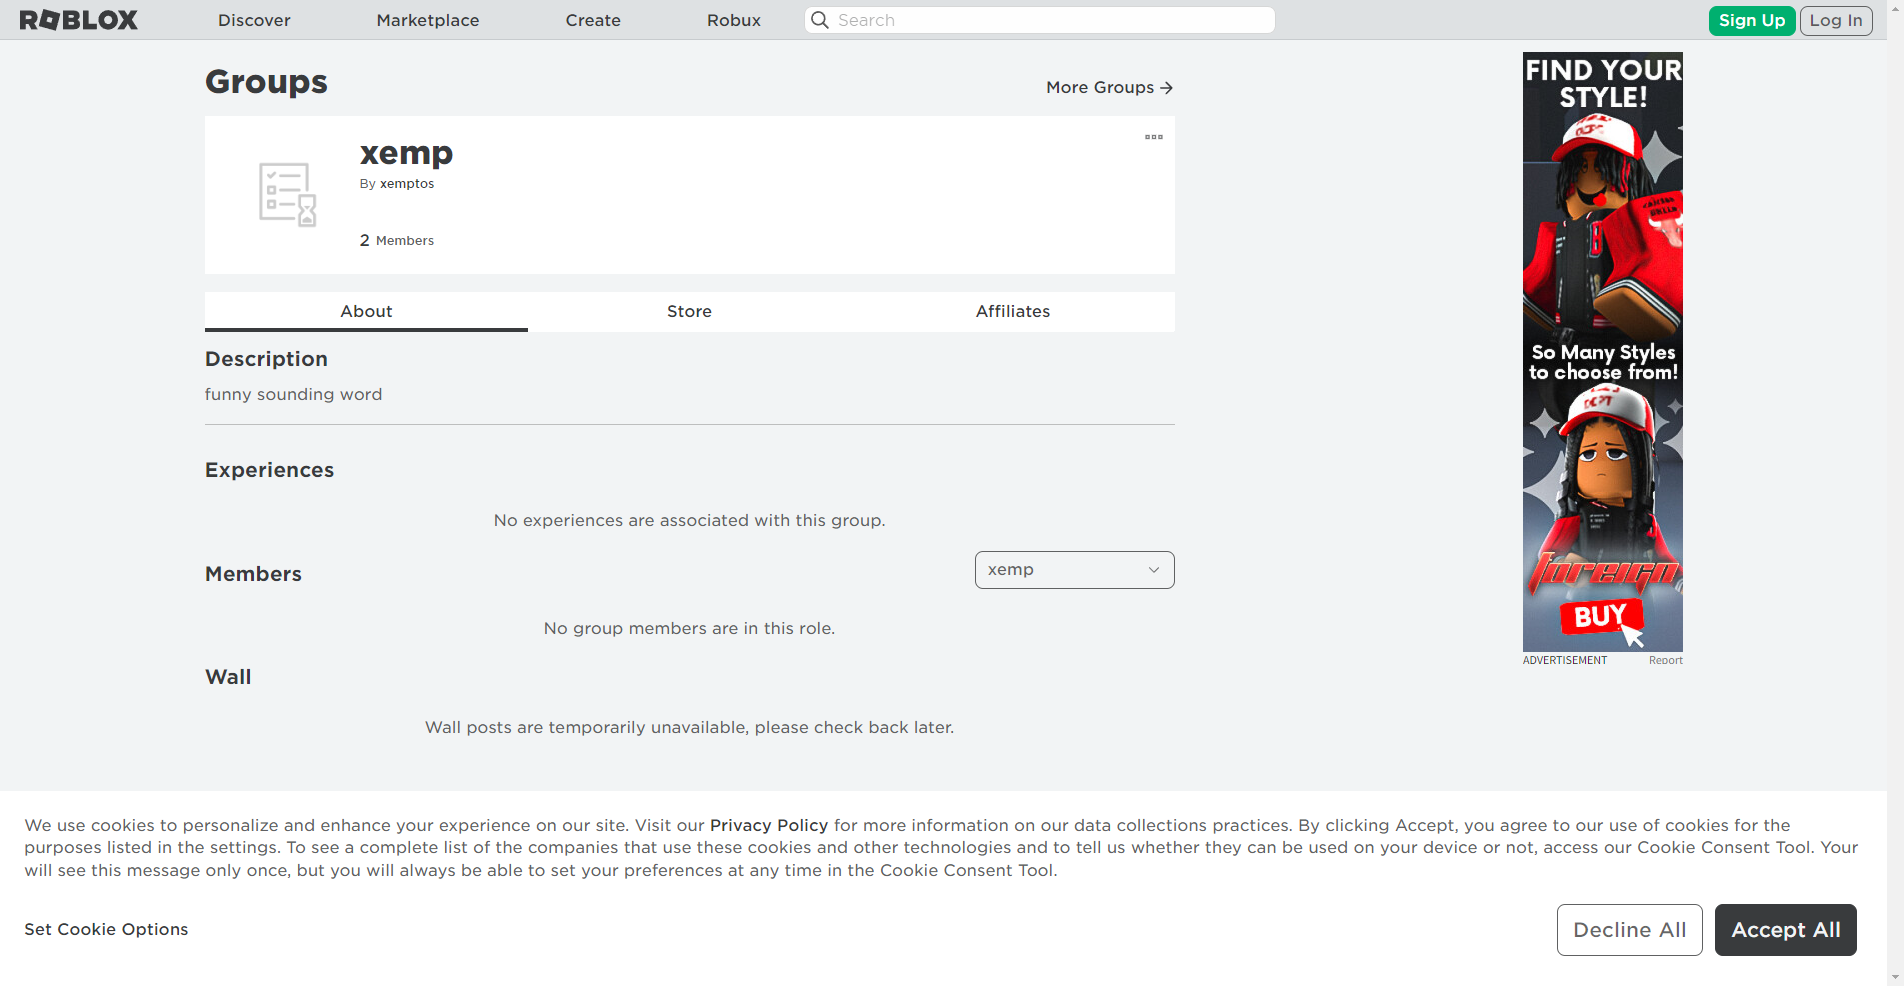 ROBLOX
Discover
Marketplace
Create
Robux
Search
Sign Up
Log In
Groups
More Groups
xemp
By xemptos
2 Members
About
Store
Affiliates
Description
funny sounding word
Experiences
No experiences are associated with this group.
Members
xemp
No group members are in this role.
Wall
Wall posts are temporarily unavailable, please check back later.
FIND YOUR
STYLE!
So Many Styles
to choose from!
foreign
BUY
ADVERTISEMENT
Report
We use cookies to personalize and enhance your experience on our site. Visit our Privacy Policy for more information on our data collections practices. By clicking Accept, you agree to our use of cookies for the
purposes listed in the settings. To see a complete list of the companies that use these cookies and other technologies and to tell us whether they can be used on your device or not, access our Cookie Consent Tool. Your
will see this message only once, but you will always be able to set your preferences at any time in the Cookie Consent Tool.
Set Cookie Options
Decline All
Accept All